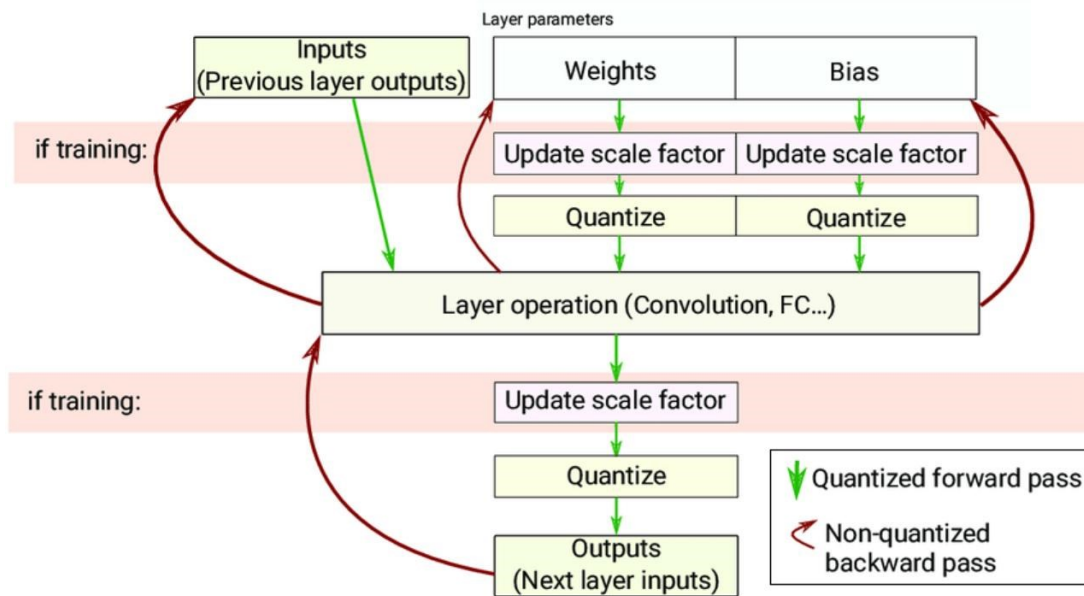 Layer parameters
Inputs
(Previous layer outputs)
Weights
Bias
if training:
Update scale factor
Update scale factor
Quantize
Quantize
Layer operation (Convolution, FC...)
if training:
Update scale factor
Quantize
Outputs
(Next layer inputs)
Quantized forward pass
Non-quantized
backward pass